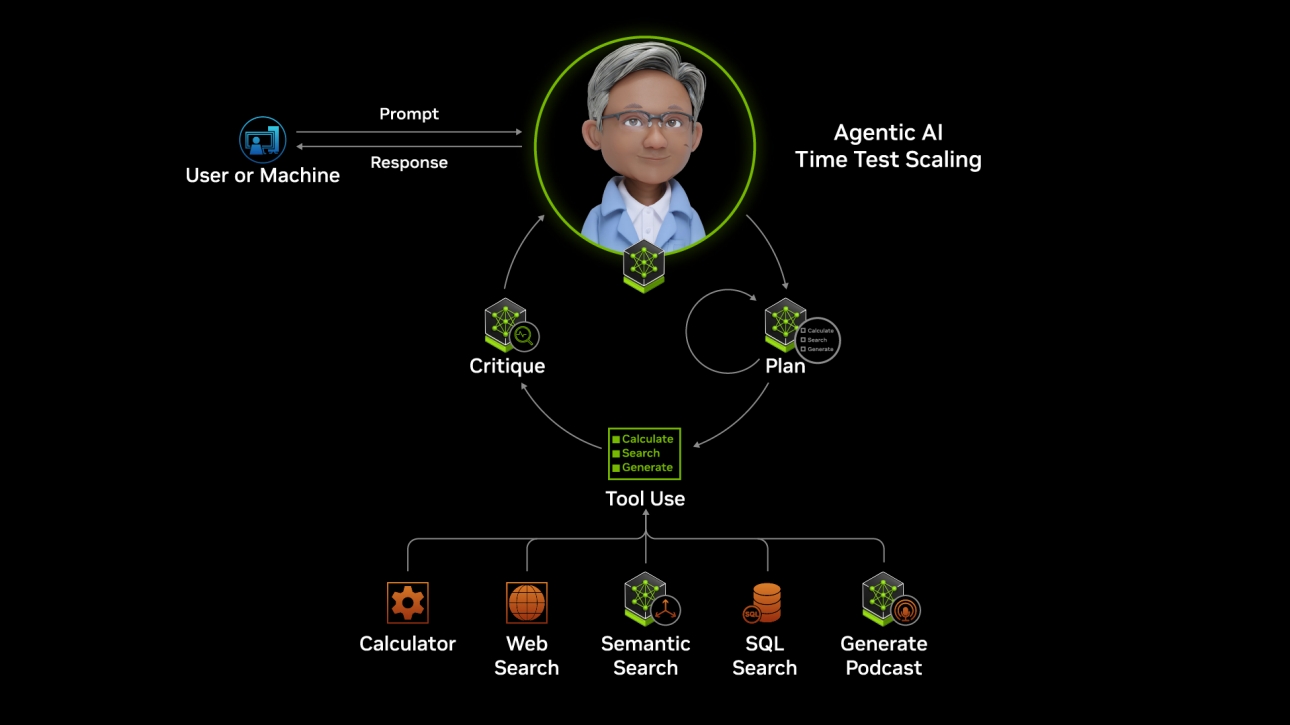 Prompt
Response
User or Machine
Agentic AI
Time Test Scaling
Critique
Calculate
Search
Generate
Plan
Calculate
Search
Generate
Tool Use
Calculator
Web
Search
Semantic
Search
SQL
SQL
Search
Generate
Podcast